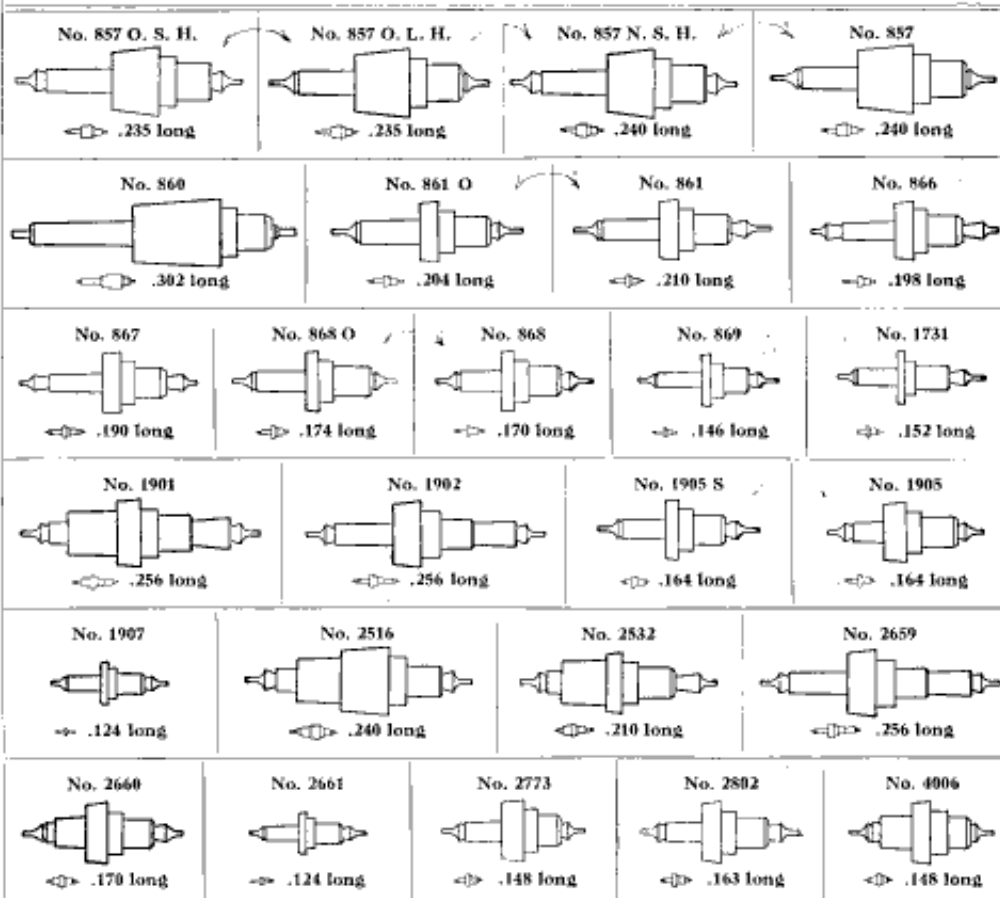 No. 857 O. S. H.
No. 857 O. L. H.
No. 857 N. S. H.
No. 857
.235 long
.235 long
.240 long
.240 long
No. 860
No. 861 O
No. 861
No. 866
.302 long
.204 long
.210 long
.198 long
No. 867
No. 868 O
No. 868
No. 869
No. 1731
.190 long
.174 long
.170 long
.146 long
.152 long
No. 1901
No. 1902
No. 1905 S
No. 1905
.256 long
.256 long
.164 long
.164 long
No. 1907
No. 2516
No. 2532
No. 2659
.124 long
.240 long
.210 long
.256 long
No. 2660
No. 2661
No. 2773
No. 2802
No. 4006
.170 long
.124 long
.148 long
.163 long
.148 long